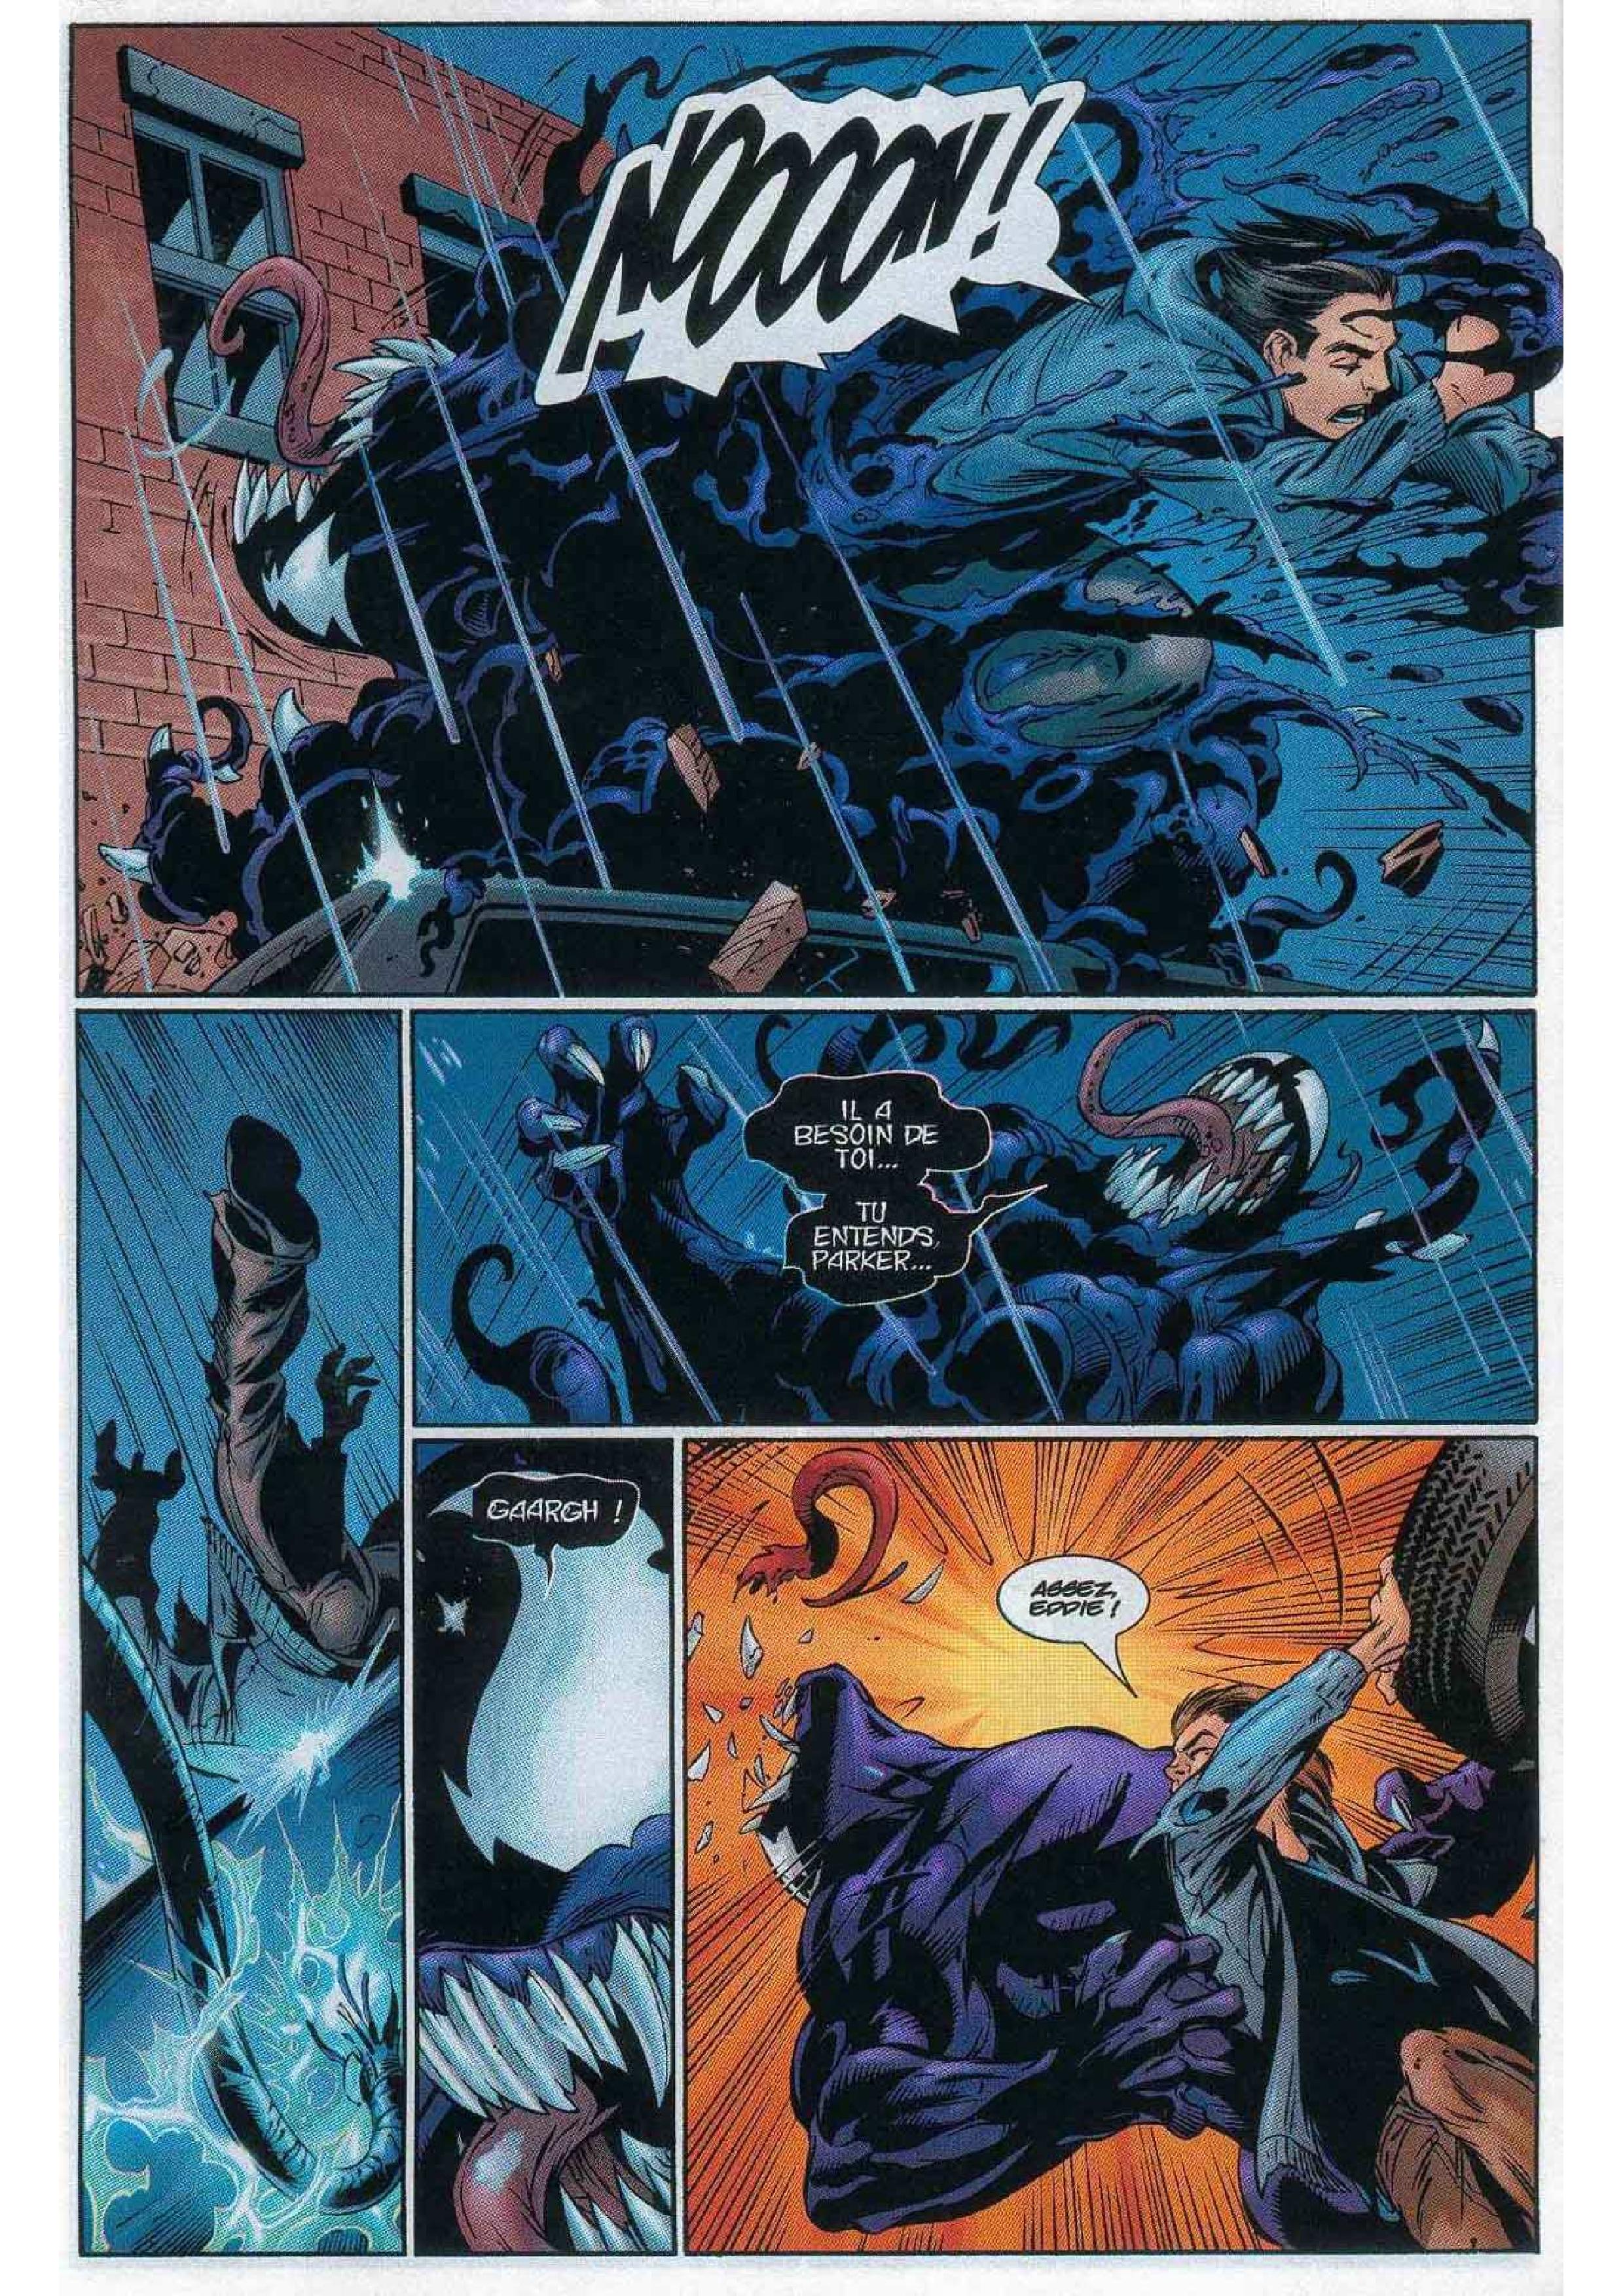 NOOOON!
IL A
BESOIN DE
TOI...
TU
ENTENDS,
PARKER...
GAARGH !
ASSEZ,
EDDIE !